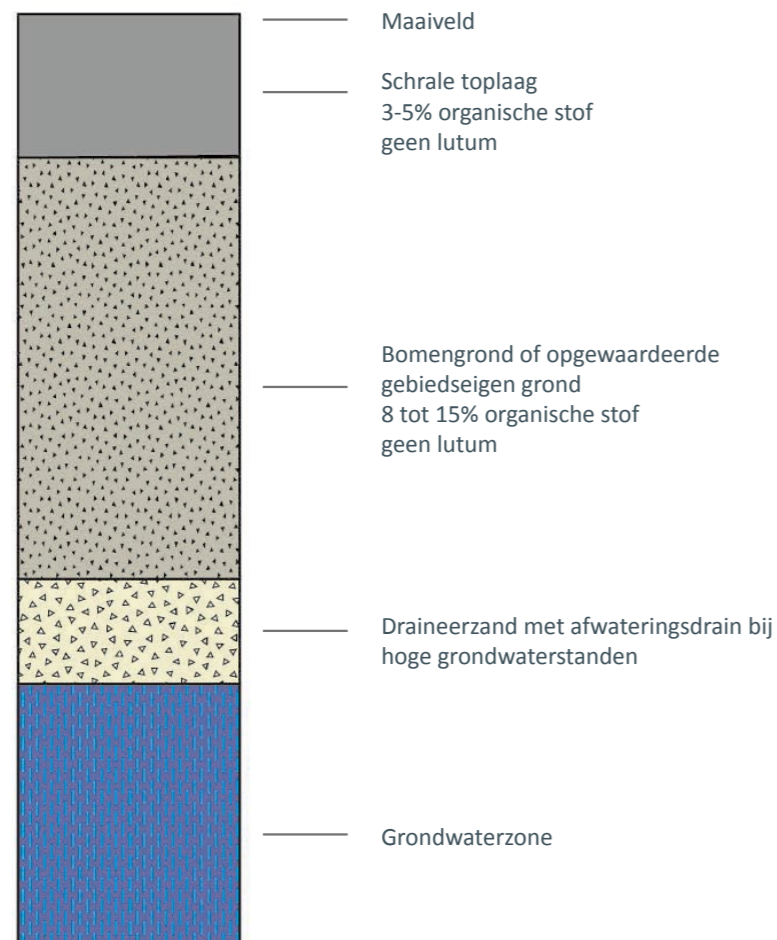 Maaiveld
Schrale toplaag
3-5% organische stof
geen lutum
Bomengrond of opgewaardeerde
gebiedseigen grond
8 tot 15% organische stof
geen lutum
Draineerzand met afwateringsdrain bij
hoge grondwaterstanden
Grondwaterzone